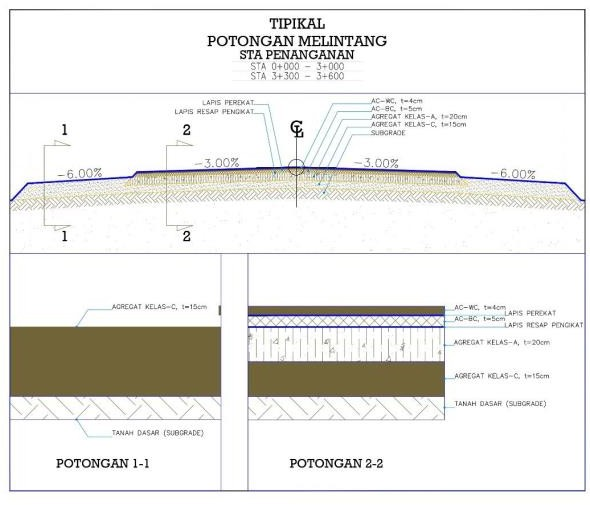 TIPIKAL
POTONGAN MELINTANG
STA PENANGANAN
STA 0+000 - 3+000
STA 3+300 - 3+600
LAPIS PEREKAT
LAPIS RESAP PENGIKAT
AC-WC, t=4cm
AC-BC, t=5cm
AGREGAT KELAS-A, t=20cm
AGREGAT KELAS-C, t=15cm
SUBGRADE
CL
1
2
-6.00%
-3.00%
-3.00%
-6.00%
1
2
AGREGAT KELAS-C, t=15cm
TANAH DASAR (SUBGRADE)
POTONGAN 1-1
AC-WC, t=4cm
LAPIS PEREKAT
AC-BC, t=5cm
LAPIS RESAP PENGIKAT
AGREGAT KELAS-A, t=20cm
AGREGAT KELAS-C, t=15cm
TANAH DASAR (SUBGRADE)
POTONGAN 2-2